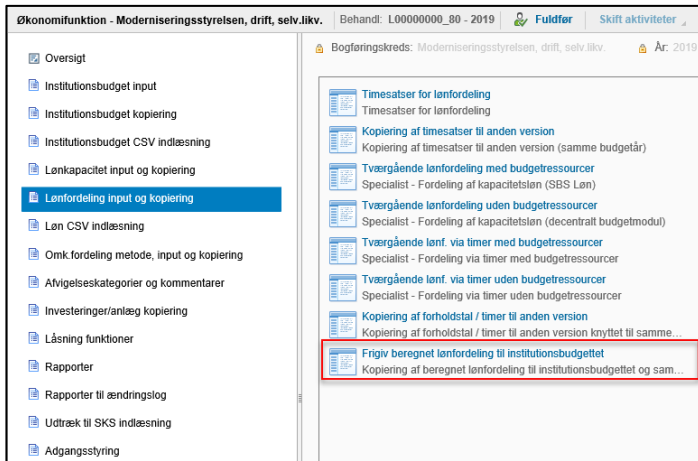 Økonomifunktion - Moderniseringsstyrelsen, drift, selv.likv. Behandl: L00000000_80 - 2019 Fuldfør Skift aktiviteter
Bogføringskreds: Moderniseringsstyrelsen, drift, selv.likv. År: 2019
Oversigt
Institutionsbudget input
Institutionsbudget kopiering
Institutionsbudget CSV indlæsning
Lønkapacitet input og kopiering
Lønfordeling input og kopiering
Løn CSV indlæsning
Omk.fordeling metode, input og kopiering
Afvigelseskategorier og kommentarer
Investeringer/anlæg kopiering
Låsning funktioner
Rapporter
Rapporter til ændringslog
Udtræk til SKS indlæsning
Adgangsstyring
Timesatser for lønfordeling
Timesatser for lønfordeling
Kopiering af timesatser til anden version
Kopiering af timesatser til anden version (samme budgetår)
Tværgående lønfordeling med budgetressourcer
Specialist - Fordeling af kapacitetsløn (SBS Løn)
Tværgående lønfordeling uden budgetressourcer
Specialist - Fordeling af kapacitetsløn (decentralt budgetmodul)
Tværgående lønf. via timer med budgetressourcer
Specialist - Fordeling via timer med budgetressourcer
Tværgående lønf. via timer uden budgetressourcer
Specialist - Fordeling via timer uden budgetressourcer
Kopiering af forholdstal / timer til anden version
Kopiering af forholdstal / timer til anden version knyttet til samme...
Frigiv beregnet lønfordeling til institutionsbudgettet
Kopiering af beregnet lønfordeling til institutionsbudgettet og sam...